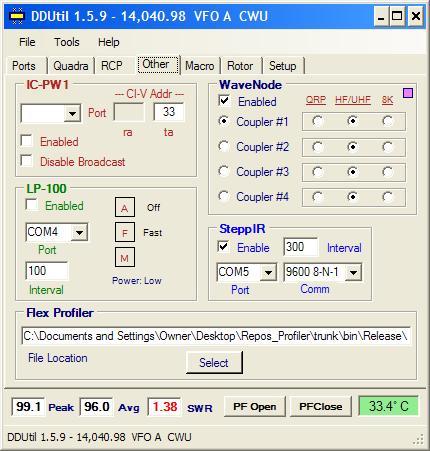 DDUtil 1.5.9 - 14,040.98 VFO A CWU
File Tools Help
Ports Quadra RCP Other Macro Rotor Setup
IC-PW1
--- CI-V Addr ---
Port 33
ra ta
Enabled
Disable Broadcast
WaveNode
Enabled QRP HF/UHF 8K
Coupler #1
Coupler #2
Coupler #3
Coupler #4
LP-100
Enabled A Off
COM4 F Fast
Port
100 M
Interval Power: Low
SteppIR
Enable 300 Interval
COM5 9600 8-N-1
Port Comm
Flex Profiler
C:\Documents and Settings\Owner\Desktop\Repos_Profiler\trunk\bin\Release\
File Location Select
99.1 Peak 96.0 Avg 1.38 SWR PF Open PFClose 33.4° C
DDUtil 1.5.9 - 14,040.98 VFO A CWU